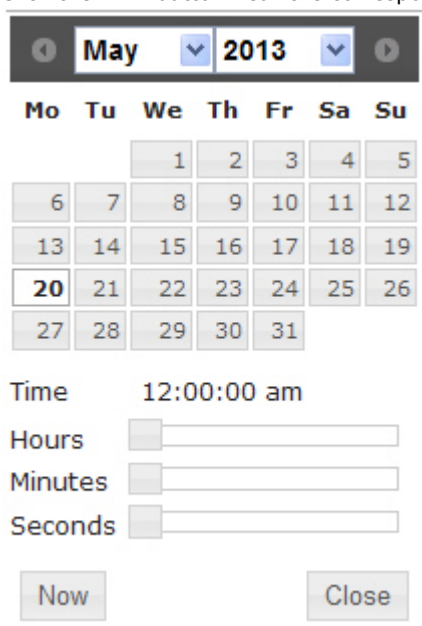 May 2013
Mo Tu We Th Fr Sa Su
1 2 3 4 5
6 7 8 9 10 11 12
13 14 15 16 17 18 19
20 21 22 23 24 25 26
27 28 29 30 31
Time 12:00:00 am
Hours
Minutes
Seconds
Now Close